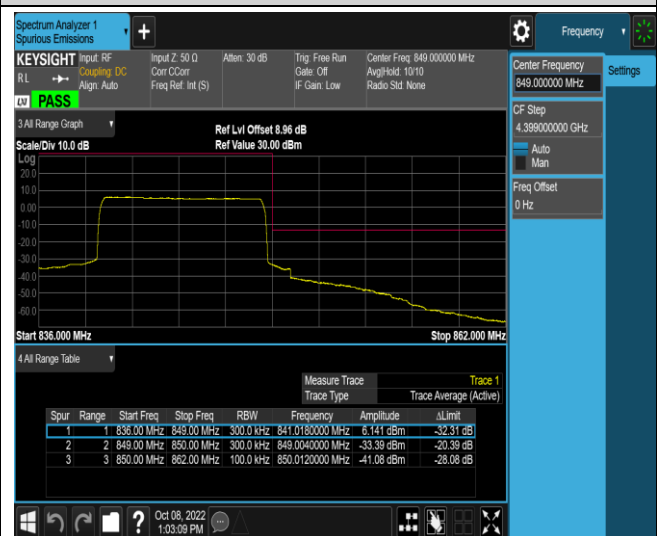 Spectrum Analyzer 1
Spurious Emissions
+
Frequency
KEYSIGHT
RL
Input: RF
Coupling: DC
Align: Auto
Input Z: 50 Ω
Corr CCorr
Freq Ref: Int (S)
Atten: 30 dB
Trig: Free Run
Gate: Off
IF Gain: Low
Center Freq: 849.000000 MHz
Avg|Hold: 10/10
Radio Std: None
LXI
PASS
Center Frequency
849.000000 MHz
Settings
CF Step
4.399000000 GHz
Auto
Man
Freq Offset
0 Hz
3 All Range Graph
Scale/Div 10.0 dB
Ref Lvl Offset 8.96 dB
Ref Value 30.00 dBm
Log
20.0
10.0
0.00
-10.0
-20.0
-30.0
-40.0
-50.0
-60.0
Start 836.000 MHz
Stop 862.000 MHz
4 All Range Table
Measure Trace Trace 1
Trace Type Trace Average (Active)
Spur Range Start Freq Stop Freq RBW Frequency Amplitude ΔLimit
1 1 836.00 MHz 849.00 MHz 300.0 kHz 841.0180000 MHz 6.141 dBm -32.31 dB
2 2 849.00 MHz 850.00 MHz 300.0 kHz 849.0040000 MHz -33.39 dBm -20.39 dB
3 3 850.00 MHz 862.00 MHz 100.0 kHz 850.0120000 MHz -41.08 dBm -28.08 dB
?
Oct 08, 2022
1:03:09 PM